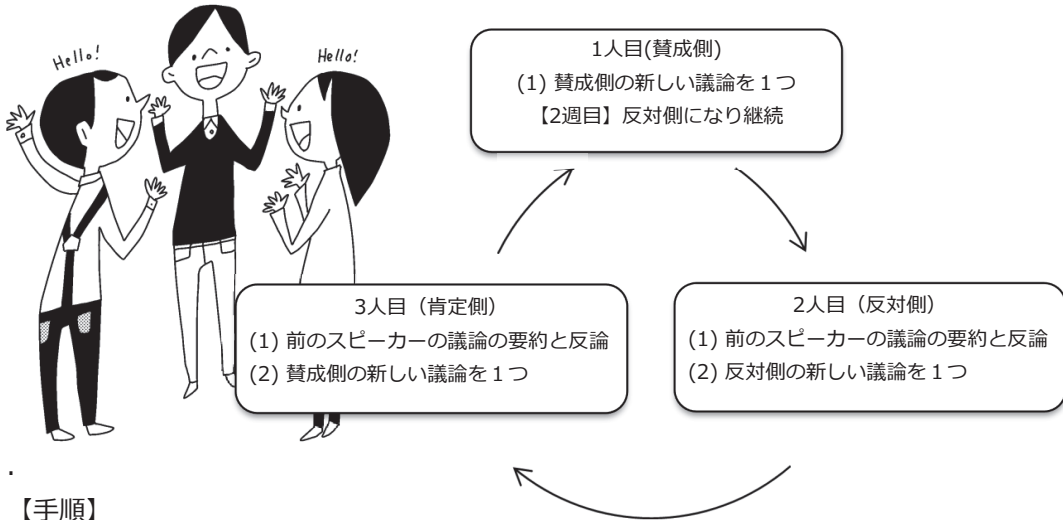 Hello!
Hello!
1人目(賛成側)
(1) 賛成側の新しい議論を１つ
【2週目】反対側になり継続
3人目（肯定側）
(1) 前のスピーカーの議論の要約と反論
(2) 賛成側の新しい議論を１つ
2人目（反対側）
(1) 前のスピーカーの議論の要約と反論
(2) 反対側の新しい議論を１つ
.
【手順】